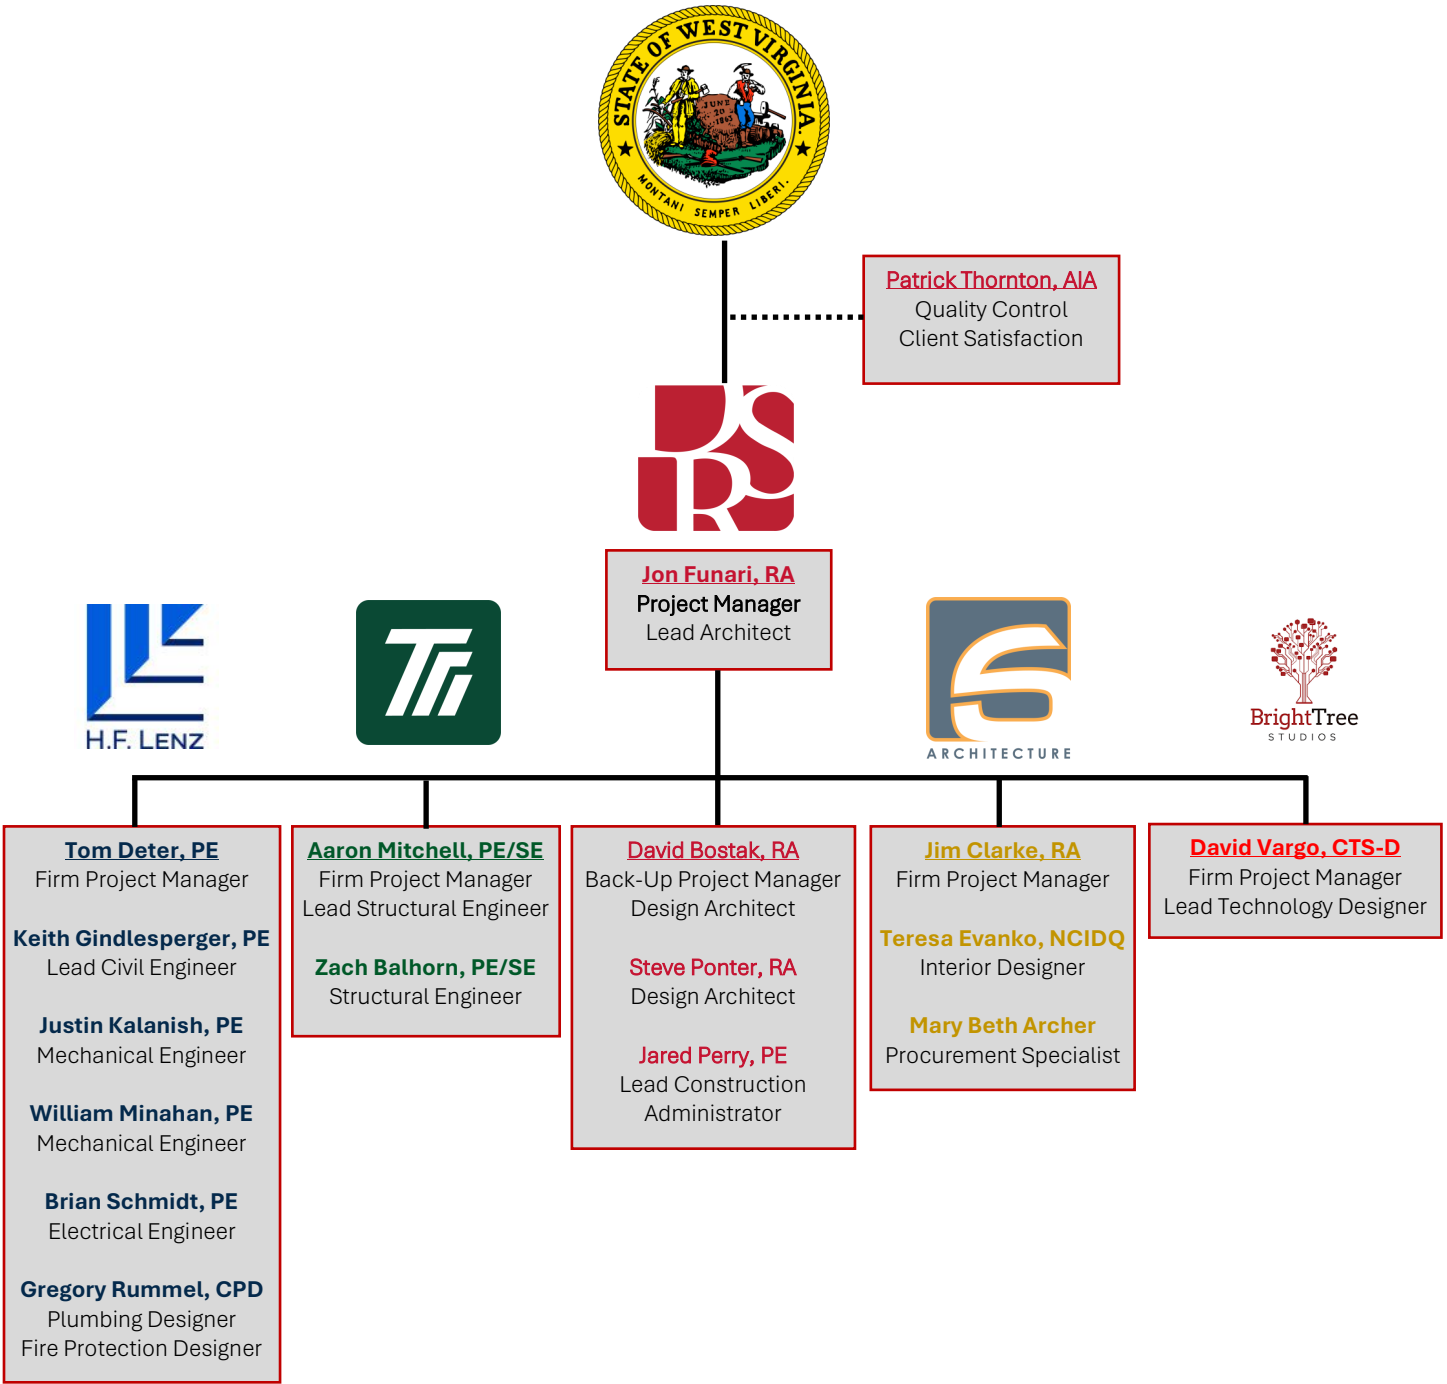 STATE OF WEST VIRGINIA.
JUNE
20
1863
MONTANI SEMPER LIBERI.
Patrick Thornton, AIA
Quality Control
Client Satisfaction
RS
Jon Funari, RA
Project Manager
Lead Architect
H.F. LENZ
ARCHITECTURE
BrightTree
STUDIOS
Tom Deter, PE
Firm Project Manager
Keith Gindlesperger, PE
Lead Civil Engineer
Justin Kalanish, PE
Mechanical Engineer
William Minahan, PE
Mechanical Engineer
Brian Schmidt, PE
Electrical Engineer
Gregory Rummel, CPD
Plumbing Designer
Fire Protection Designer
Aaron Mitchell, PE/SE
Firm Project Manager
Lead Structural Engineer
Zach Balhorn, PE/SE
Structural Engineer
David Bostak, RA
Back-Up Project Manager
Design Architect
Steve Ponter, RA
Design Architect
Jared Perry, PE
Lead Construction
Administrator
Jim Clarke, RA
Firm Project Manager
Teresa Evanko, NCIDQ
Interior Designer
Mary Beth Archer
Procurement Specialist
David Vargo, CTS-D
Firm Project Manager
Lead Technology Designer